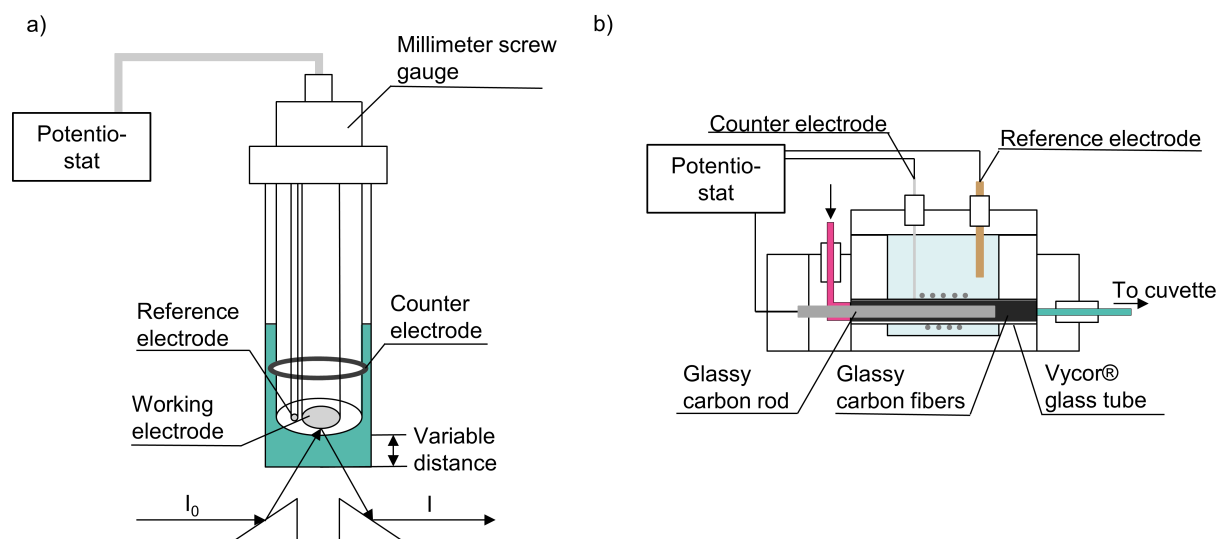 a)
Millimeter screw
gauge
Potentio-
stat
Reference
electrode
Counter
electrode
Working
electrode
Variable
distance
I₀
I
b)
Counter electrode
Reference electrode
Potentio-
stat
To cuvette
Glassy
carbon rod
Glassy
carbon fibers
Vycor®
glass tube